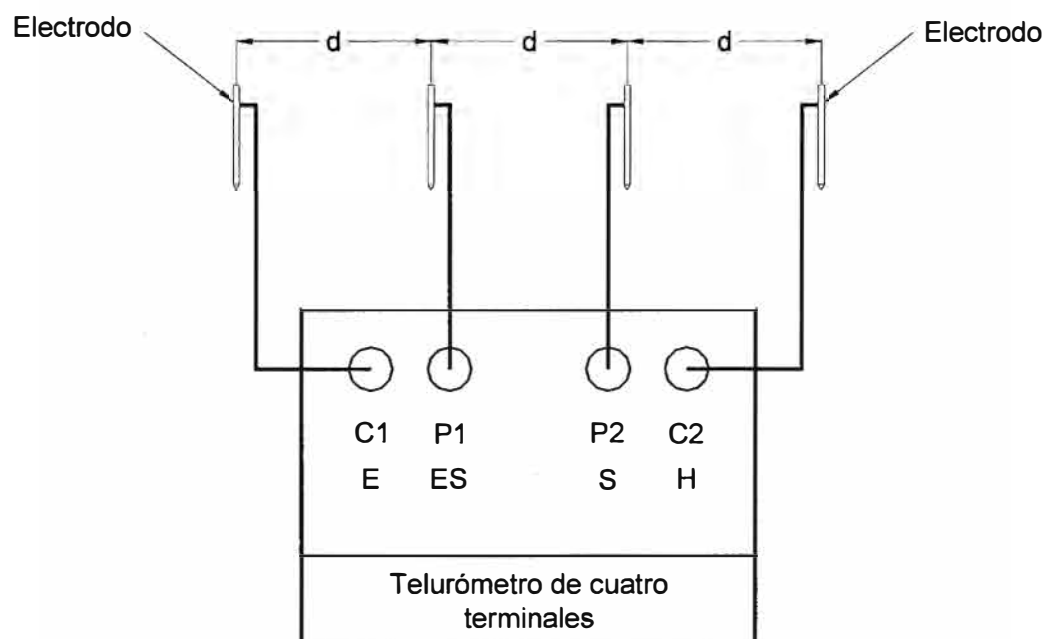 Electrodo
d
d
d
Electrodo
C1
P1
P2
C2
E
ES
S
H
Telurómetro de cuatro
terminales